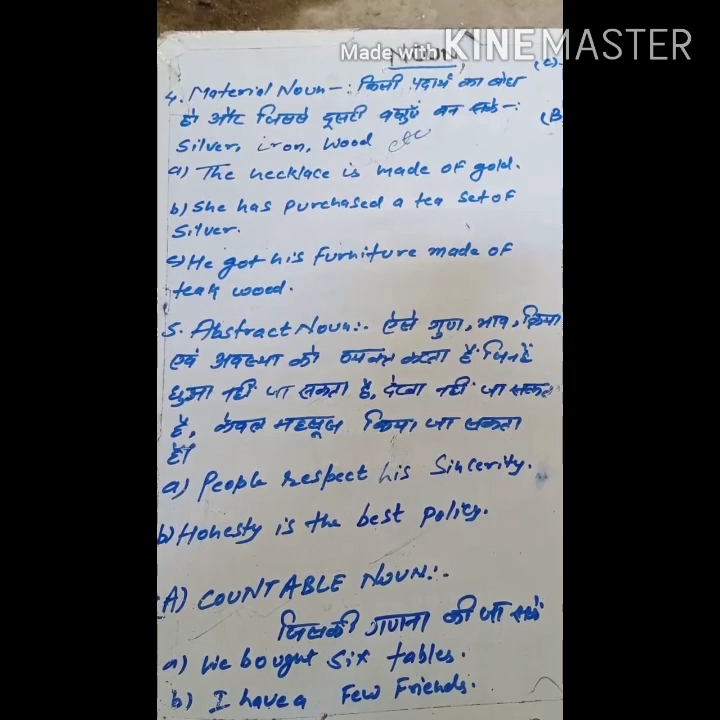 Made with KINEMASTER
Noun
(C)
4. Material Noun-: किसी पदार्थ का बोध
हो और जिससे दूसरी वस्तुएँ बन सके-:
(B
Silver, iron, wood etc
a) The necklace is made of gold.
b) She has purchased a tea set of
Silver.
c) He got his Furniture made of
teak wood.
5. Abstract Noun:. ऐसे गुण, भाव, क्रिया
एवं अवस्था को व्यक्त करता है जिन्हें
छुआ नहीं जा सकता है, देखा नहीं जा सकता
है, केवल महसूस किया जा सकता
है।
a) People respect his Sincerity.
b) Honesty is the best policy.
(A) COUNTABLE NOUN:.
जिसकी गणना की जा सके
a) He bought Six tables.
b) I have a Few Friends.